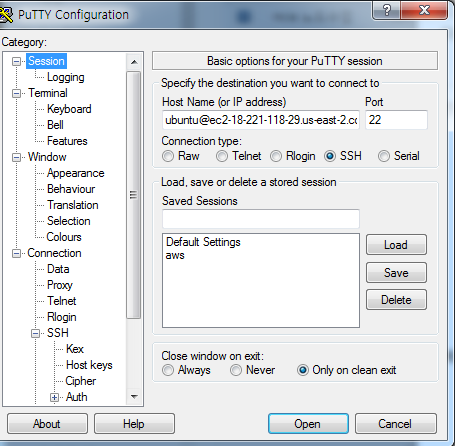 PuTTY Configuration
Category:
Session
Logging
Terminal
Keyboard
Bell
Features
Window
Appearance
Behaviour
Translation
Selection
Colours
Connection
Data
Proxy
Telnet
Rlogin
SSH
Kex
Host keys
Cipher
Auth
Basic options for your PuTTY session
Specify the destination you want to connect to
Host Name (or IP address) Port
ubuntu@ec2-18-221-118-29.us-east-2.cc 22
Connection type:
Raw Telnet Rlogin SSH Serial
Load, save or delete a stored session
Saved Sessions
Default Settings
aws
Load
Save
Delete
Close window on exit:
Always Never Only on clean exit
About Help Open Cancel